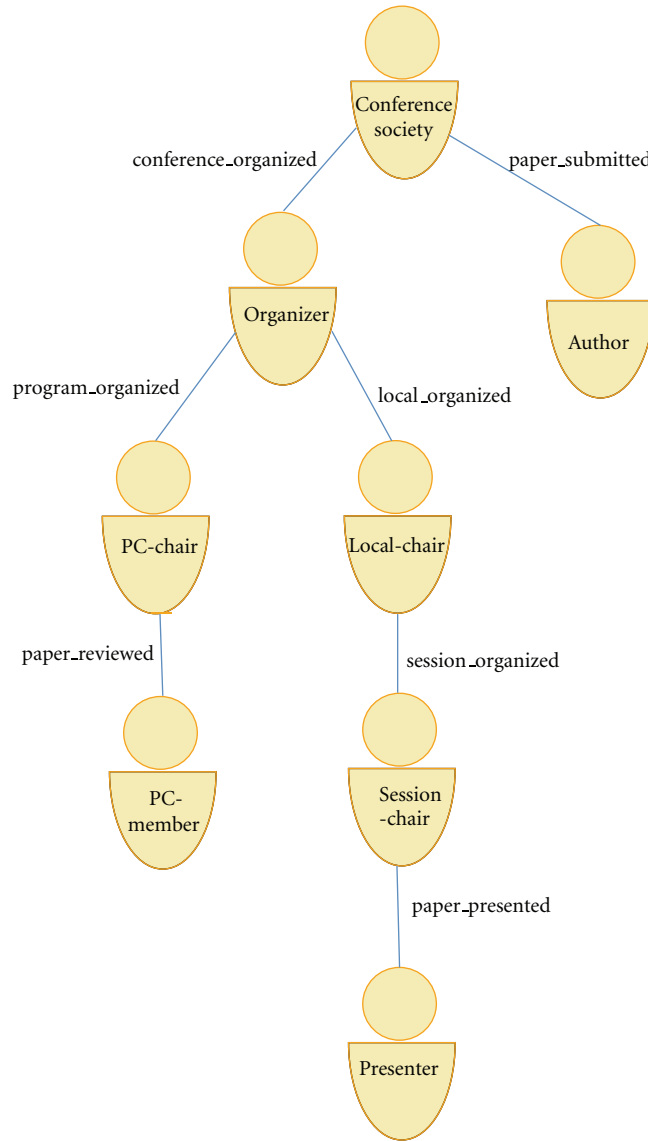 Conference
society
conference_organized
paper_submitted
Organizer
Author
program_organized
local_organized
PC-chair
Local-chair
paper_reviewed
session_organized
PC-
member
Session
-chair
paper_presented
Presenter